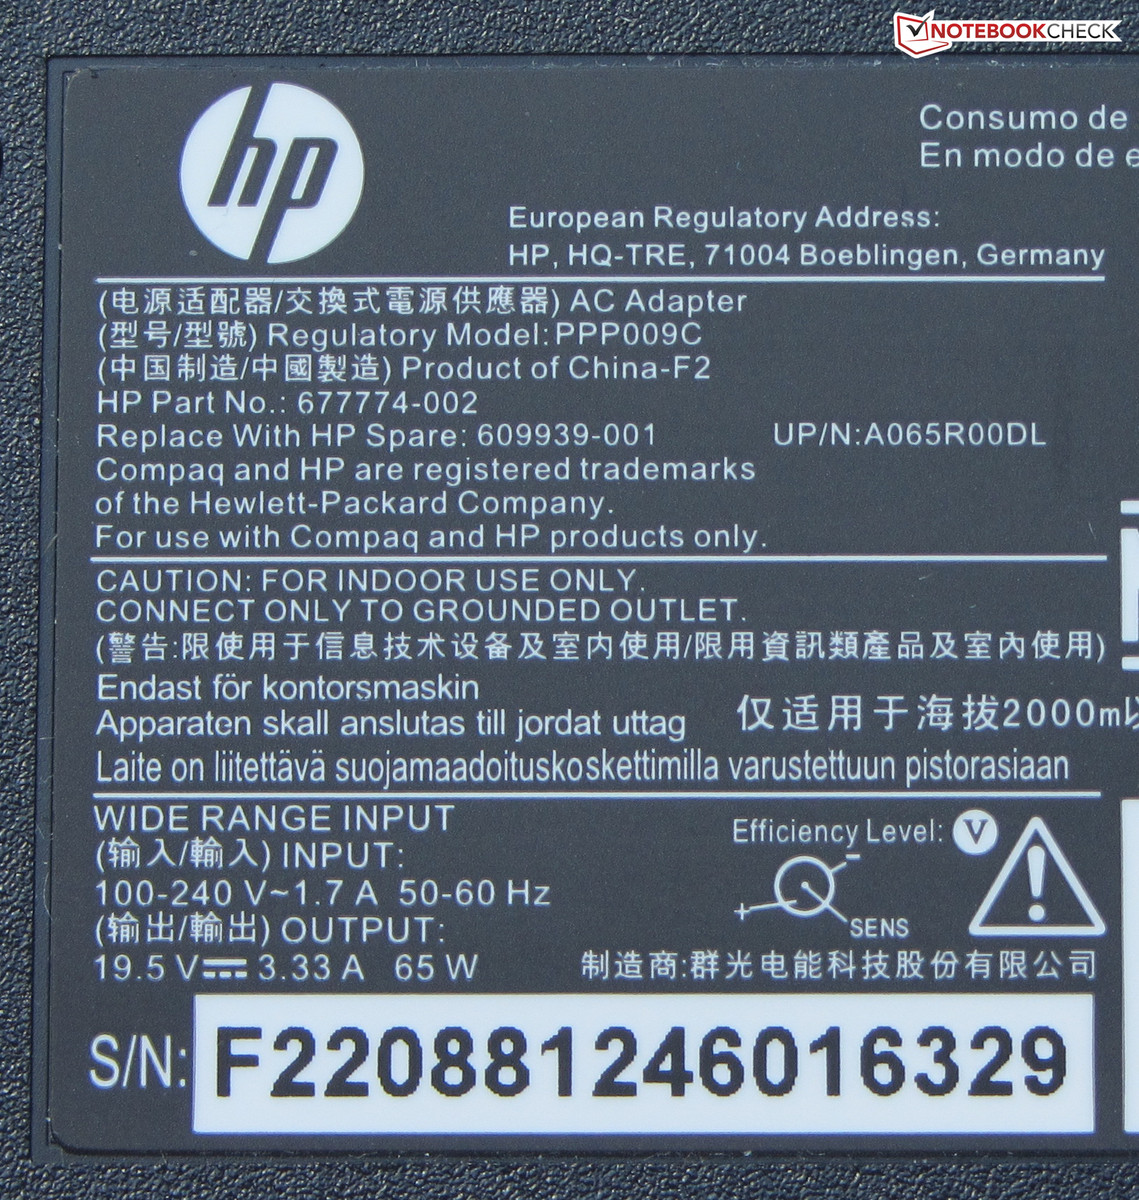 NOTEBOOKCHECK
hp
Consumo de
En modo de e
European Regulatory Address:
HP, HQ-TRE, 71004 Boeblingen, Germany
(电源适配器/交換式電源供應器) AC Adapter
(型号/型號) Regulatory Model:PPP009C
(中国制造/中國製造) Product of China-F2
HP Part No.: 677774-002
Replace With HP Spare: 609939-001 UP/N:A065R00DL
Compaq and HP are registered trademarks
of the Hewlett-Packard Company.
For use with Compaq and HP products only.
CAUTION: FOR INDOOR USE ONLY.
CONNECT ONLY TO GROUNDED OUTLET.
(警告:限使用于信息技术设备及室内使用/限用資訊類產品及室內使用)
Endast för kontorsmaskin
Apparaten skall anslutas till jordat uttag
仅适用于海拔2000m以
Laite on liitettävä suojamaadoituskoskettimilla varustettuun pistorasiaan
WIDE RANGE INPUT
Efficiency Level: V
(输入/輸入) INPUT:
100-240 V~1.7 A 50-60 Hz
(输出/輸出) OUTPUT:
- + SENS
19.5 V⎓ 3.33 A 65 W
制造商:群光电能科技股份有限公司
S/N: F220881246016329